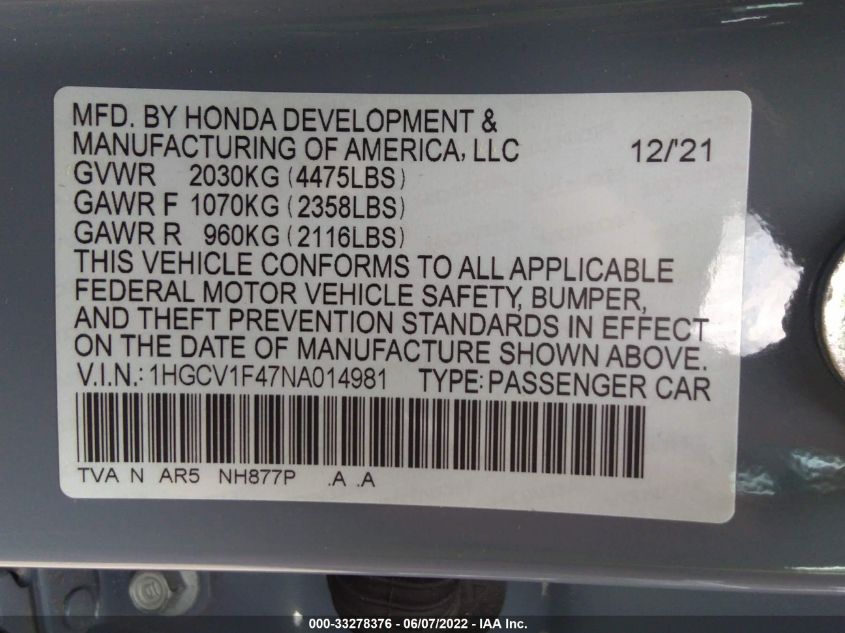 MFD. BY HONDA DEVELOPMENT &
MANUFACTURING OF AMERICA, LLC 12/'21
GVWR 2030KG (4475LBS)
GAWR F 1070KG (2358LBS)
GAWR R 960KG (2116LBS)
THIS VEHICLE CONFORMS TO ALL APPLICABLE
FEDERAL MOTOR VEHICLE SAFETY, BUMPER,
AND THEFT PREVENTION STANDARDS IN EFFECT
ON THE DATE OF MANUFACTURE SHOWN ABOVE.
V.I.N.: 1HGCV1F47NA014981 TYPE: PASSENGER CAR
TVA N AR5 NH877P .A .A
000-33278376 - 06/07/2022 - IAA Inc.